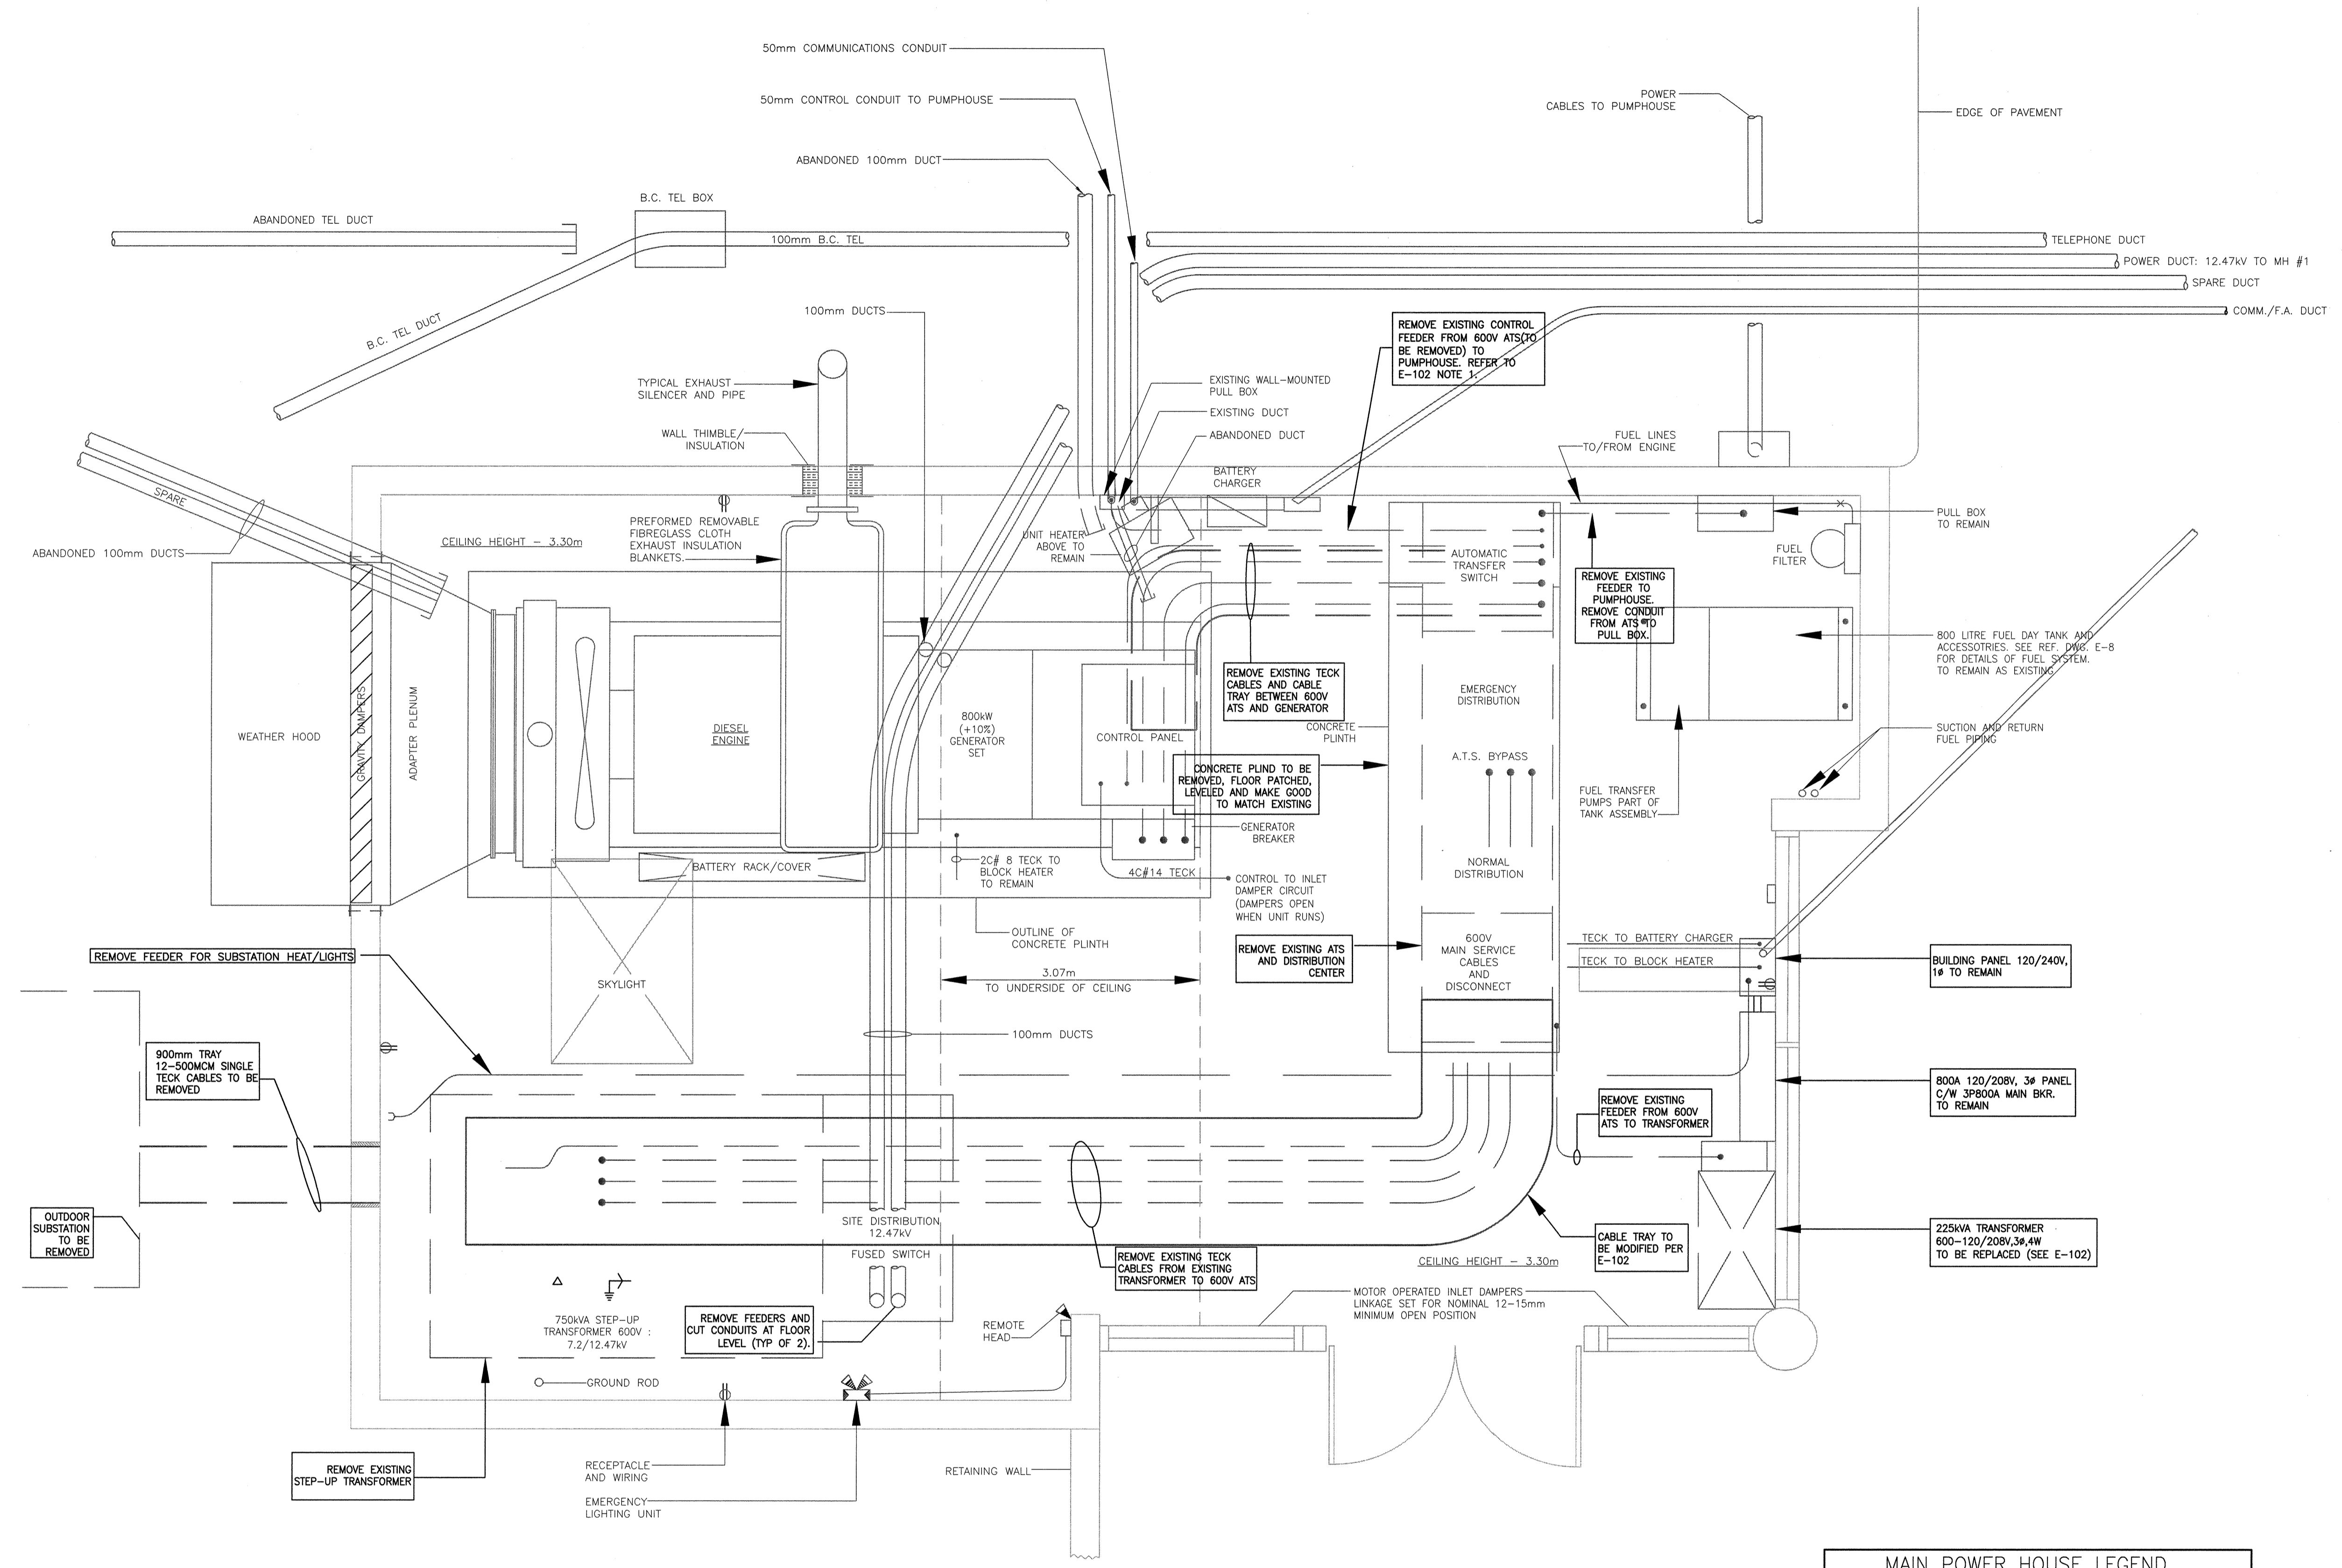 50mm COMMUNICATIONS CONDUIT
50mm CONTROL CONDUIT TO PUMPHOUSE
POWER
CABLES TO PUMPHOUSE
EDGE OF PAVEMENT
ABANDONED 100mm DUCT
B.C. TEL BOX
ABANDONED TEL DUCT
100mm B.C. TEL
TELEPHONE DUCT
POWER DUCT: 12.47kV TO MH #1
SPARE DUCT
COMM./F.A. DUCT
B.C. TEL DUCT
100mm DUCTS
REMOVE EXISTING CONTROL
FEEDER FROM 600V ATS(TO
BE REMOVED) TO
PUMPHOUSE. REFER TO
E-102 NOTE 1.
TYPICAL EXHAUST
SILENCER AND PIPE
EXISTING WALL-MOUNTED
PULL BOX
EXISTING DUCT
ABANDONED DUCT
WALL THIMBLE/
INSULATION
FUEL LINES
TO/FROM ENGINE
BATTERY
CHARGER
SPARE
ABANDONED 100mm DUCTS
CEILING HEIGHT - 3.30m
PREFORMED REMOVABLE
FIBREGLASS CLOTH
EXHAUST INSULATION
BLANKETS.
UNIT HEATER
ABOVE TO
REMAIN
AUTOMATIC
TRANSFER
SWITCH
PULL BOX
TO REMAIN
FUEL
FILTER
REMOVE EXISTING
FEEDER TO
PUMPHOUSE.
REMOVE CONDUIT
FROM ATS TO
PULL BOX.
800 LITRE FUEL DAY TANK AND
ACCESSOTRIES. SEE REF. DWG. E-8
FOR DETAILS OF FUEL SYSTEM.
TO REMAIN AS EXISTING
REMOVE EXISTING TECK
CABLES AND CABLE
TRAY BETWEEN 600V
ATS AND GENERATOR
EMERGENCY
DISTRIBUTION
WEATHER HOOD
GRAVITY DAMPERS
ADAPTER PLENUM
DIESEL
ENGINE
800kW
(+10%)
GENERATOR
SET
CONTROL PANEL
CONCRETE
PLINTH
SUCTION AND RETURN
FUEL PIPING
A.T.S. BYPASS
CONCRETE PLIND TO BE
REMOVED, FLOOR PATCHED,
LEVELED AND MAKE GOOD
TO MATCH EXISTING
FUEL TRANSFER
PUMPS PART OF
TANK ASSEMBLY
GENERATOR
BREAKER
BATTERY RACK/COVER
2C# 8 TECK TO
BLOCK HEATER
TO REMAIN
4C#14 TECK
CONTROL TO INLET
DAMPER CIRCUIT
(DAMPERS OPEN
WHEN UNIT RUNS)
NORMAL
DISTRIBUTION
OUTLINE OF
CONCRETE PLINTH
REMOVE EXISTING ATS
AND DISTRIBUTION
CENTER
600V
MAIN SERVICE
CABLES
AND
DISCONNECT
TECK TO BATTERY CHARGER
TECK TO BLOCK HEATER
BUILDING PANEL 120/240V,
1ø TO REMAIN
REMOVE FEEDER FOR SUBSTATION HEAT/LIGHTS
SKYLIGHT
3.07m
TO UNDERSIDE OF CEILING
100mm DUCTS
900mm TRAY
12-500MCM SINGLE
TECK CABLES TO BE
REMOVED
800A 120/208V, 3ø PANEL
C/W 3P800A MAIN BKR.
TO REMAIN
REMOVE EXISTING
FEEDER FROM 600V
ATS TO TRANSFORMER
OUTDOOR
SUBSTATION
TO BE
REMOVED
SITE DISTRIBUTION
12.47kV
FUSED SWITCH
REMOVE EXISTING TECK
CABLES FROM EXISTING
TRANSFORMER TO 600V ATS
CABLE TRAY TO
BE MODIFIED PER
E-102
225kVA TRANSFORMER
600-120/208V,3ø,4W
TO BE REPLACED (SEE E-102)
CEILING HEIGHT - 3.30m
750kVA STEP-UP
TRANSFORMER 600V :
7.2/12.47kV
REMOVE FEEDERS AND
CUT CONDUITS AT FLOOR
LEVEL (TYP OF 2).
REMOTE
HEAD
MOTOR OPERATED INLET DAMPERS
LINKAGE SET FOR NOMINAL 12-15mm
MINIMUM OPEN POSITION
GROUND ROD
REMOVE EXISTING
STEP-UP TRANSFORMER
RECEPTACLE
AND WIRING
RETAINING WALL
EMERGENCY
LIGHTING UNIT
MAIN POWER HOUSE LEGEND